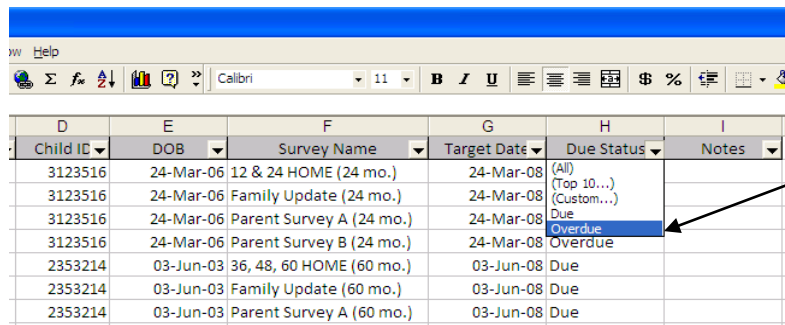 ow Help
Σ fx Calibri 11 B I U $ %
D E F G H I
Child ID DOB Survey Name Target Date Due Status Notes
3123516 24-Mar-06 12 & 24 HOME (24 mo.) 24-Mar-08 (All)
(Top 10...)
3123516 24-Mar-06 Family Update (24 mo.) 24-Mar-08 (Custom...)
3123516 24-Mar-06 Parent Survey A (24 mo.) 24-Mar-08 Due
Overdue
3123516 24-Mar-06 Parent Survey B (24 mo.) 24-Mar-08 Overdue
2353214 03-Jun-03 36, 48, 60 HOME (60 mo.) 03-Jun-08 Due
2353214 03-Jun-03 Family Update (60 mo.) 03-Jun-08 Due
2353214 03-Jun-03 Parent Survey A (60 mo.) 03-Jun-08 Due